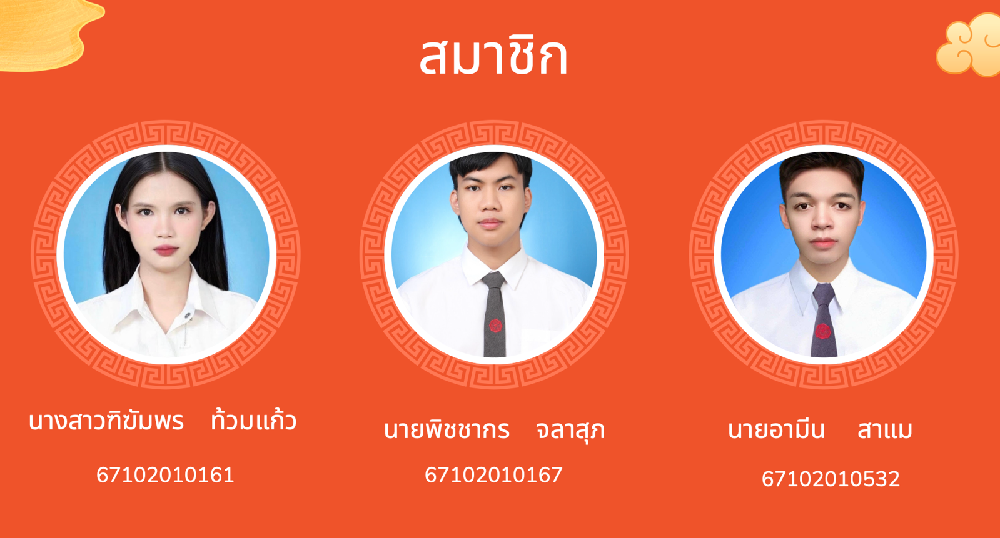 สมาชิก
นางสาวฑิฆัมพร ท้วมแก้ว
67102010161
นายพิชชากร จลาสุภ
67102010167
นายอามีน สาแม
67102010532